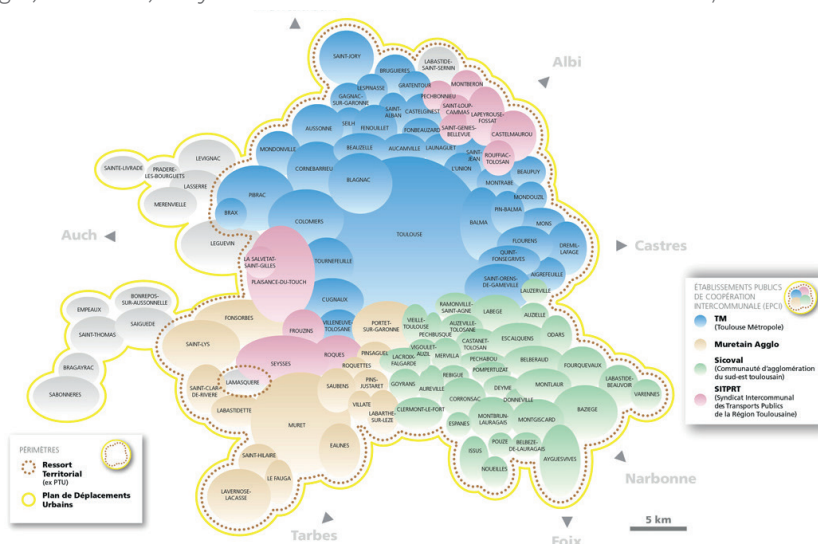 SAINT-JORY
BRUGUIERES
LABASTIDE-
SAINT-SERNIN
Albi
LESPINASSE
GRATENTOUR
MONTBERON
PECHBONNIEU
GAGNAC-
SUR-GARONNE
SAINT-
ALBAN
CASTELGINEST
SAINT-LOUP-
CAMMAS
LAPEYROUSE-
FOSSAT
AUSSONNE
SEILH
FENOUILLET
FONBEAUZARD
SAINT-GENIES-
BELLEVUE
CASTELMAUROU
MONDONVILLE
BEAUZELLE
AUCAMVILLE
LAUNAGUET
SAINT-
JEAN
ROUFFIAC-
TOLOSAN
LEVIGNAC
SAINTE-LIVRADE
PRADERE-
LES-BOURGUETS
LASSERRE
MERENVIELLE
CORNEBARRIEU
BLAGNAC
L'UNION
MONTRABE
BEAUPUY
PIBRAC
MONDOUZIL
BRAX
COLOMIERS
TOULOUSE
BALMA
PIN-BALMA
MONS
Auch
LEGUEVIN
FLOURENS
DREMIL-
LAFAGE
Castres
LA SALVETAT-
SAINT-GILLES
TOURNEFEUILLE
QUINT-
FONSEGRIVES
AIGREFEUILLE
PLAISANCE-DU-TOUCH
SAINT-ORENS-
DE-GAMEVILLE
LAUZERVILLE
CUGNAUX
BONREPOS-
SUR-AUSSONNELLE
EMPEAUX
SAIGUEDE
SAINT-THOMAS
BRAGAYRAC
SABONNERES
FONSORBES
FROUZINS
VILLENEUVE-
TOLOSANE
PORTET-
SUR-GARONNE
VIEILLE-
TOULOUSE
RAMONVILLE-
SAINT-AGNE
LABEGE
AUZEVILLE-
TOLOSANE
AUZIELLE
PECHBUSQUE
ESCALQUENS
ODARS
SAINT-LYS
SEYSSES
ROQUES
PINSAGUEL
VIGOULET-
AUZIL
CASTANET-
TOLOSAN
MERVILLA
LACROIX-
FALGARDE
PECHABOU
BELBERAUD
FOURQUEVAUX
ROQUETTES
REBIGUE
POMPERTUZAT
LAMASQUERE
SAINT-CLAR-
DE-RIVIERE
SAUBENS
PINS-
JUSTARET
GOYRANS
AUREVILLE
DEYME
MONTLAUR
LABASTIDE-
BEAUVOIR
VARENNES
DONNEVILLE
CORRONSAC
LABASTIDETTE
VILLATE
LABARTHE-
SUR-LEZE
CLERMONT-LE-FORT
MONTBRUN-
LAURAGAIS
MONTGISCARD
BAZIEGE
MURET
ESPANES
EAUNES
POUZE
BELBEZE-
DE-LAURAGAIS
ISSUS
AYGUESVIVES
NOUEILLES
SAINT-HILAIRE
LE FAUGA
LAVERNOSE-
LACASSE
Narbonne
Tarbes
Foix
5 km
ÉTABLISSEMENTS PUBLICS
DE COOPÉRATION
INTERCOMMUNALE (EPCI)
TM
(Toulouse Métropole)
Muretain Agglo
Sicoval
(Communauté d'agglomération
du sud-est toulousain)
SITPRT
(Syndicat Intercommunal
des Transports Publics
de la Région Toulousaine)
PÉRIMÈTRES
Ressort
Territorial
(ex PTU)
Plan de Déplacements
Urbains